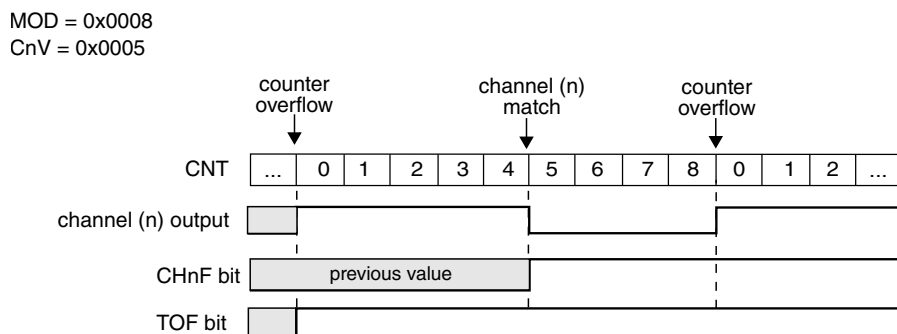 MOD = 0x0008
CnV = 0x0005
counter
overflow
channel (n)
match
counter
overflow
CNT ... 0 1 2 3 4 5 6 7 8 0 1 2 ...
channel (n) output
CHnF bit previous value
TOF bit